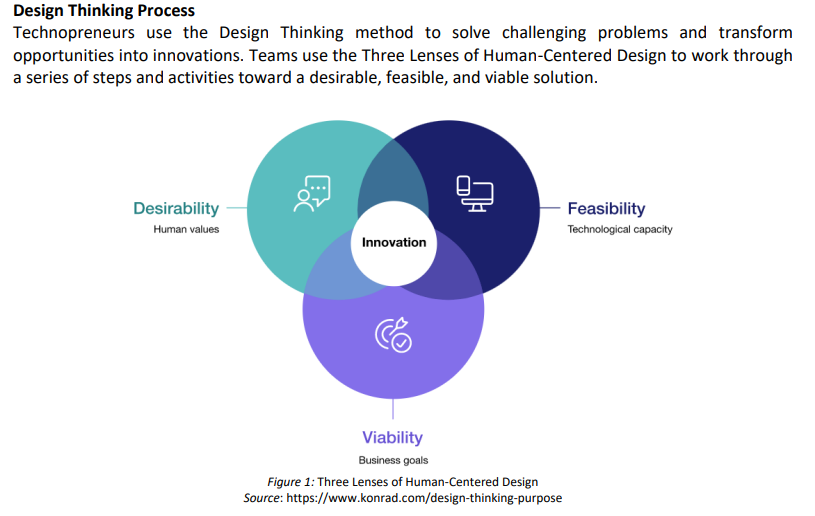 Design Thinking Process
Technopreneurs use the Design Thinking method to solve challenging problems and transform
opportunities into innovations. Teams use the Three Lenses of Human-Centered Design to work through
a series of steps and activities toward a desirable, feasible, and viable solution.
Desirability
Human values
Feasibility
Technological capacity
Innovation
Viability
Business goals
Figure 1: Three Lenses of Human-Centered Design
Source: https://www.konrad.com/design-thinking-purpose